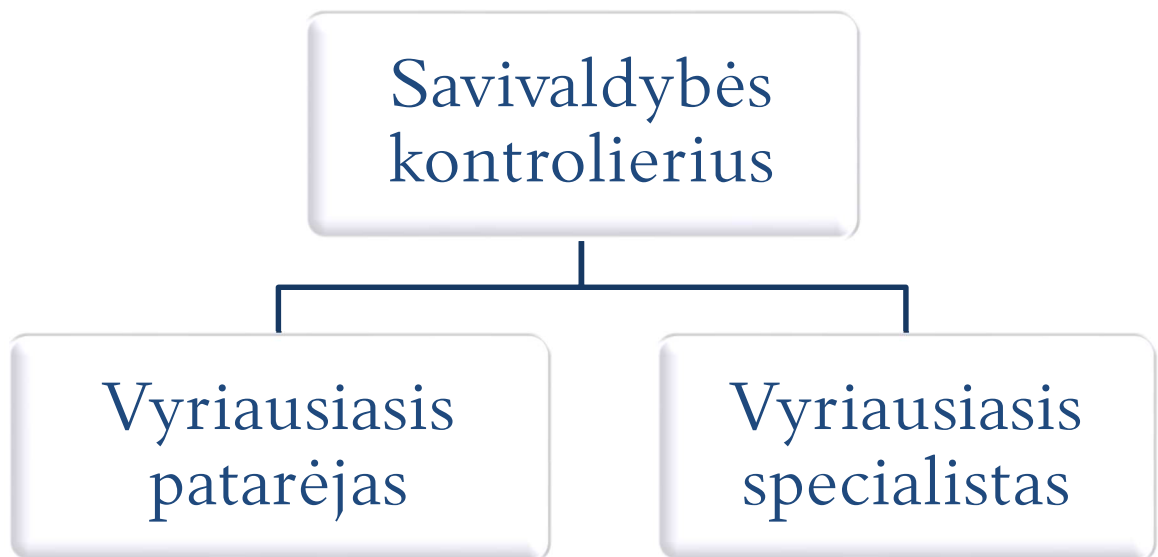 Savivaldybės
kontrolierius
Vyriausiasis
patarėjas
Vyriausiasis
specialistas